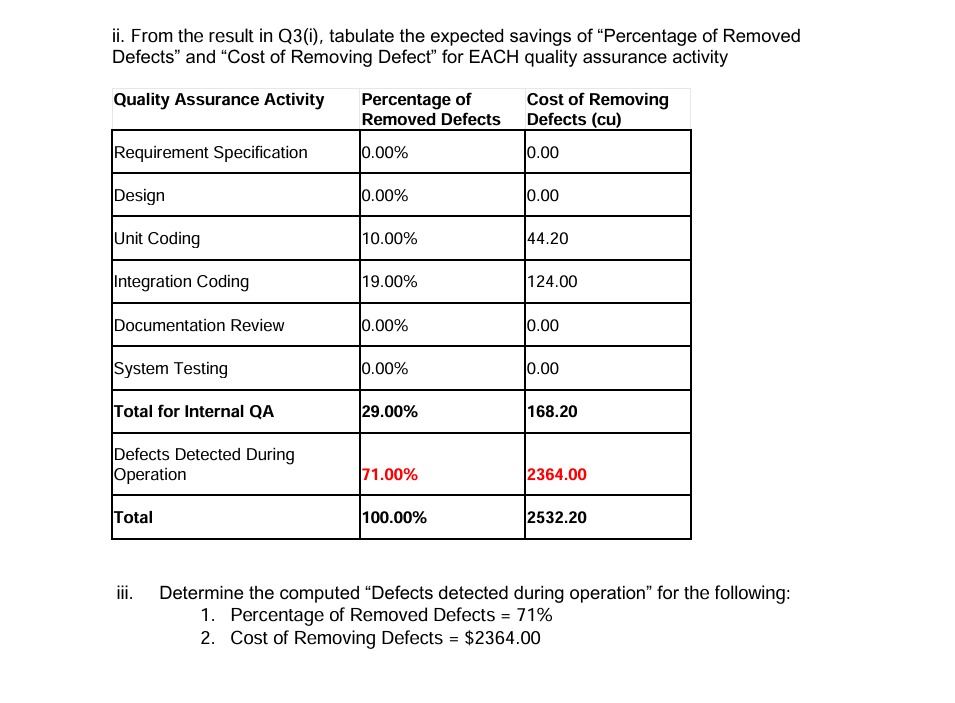 ii. From the result in Q3(i), tabulate the expected savings of “Percentage of Removed
Defects” and “Cost of Removing Defect” for EACH quality assurance activity
Quality Assurance Activity Percentage of Removed Defects Cost of Removing Defects (cu)
Requirement Specification 0.00% 0.00
Design 0.00% 0.00
Unit Coding 10.00% 44.20
Integration Coding 19.00% 124.00
Documentation Review 0.00% 0.00
System Testing 0.00% 0.00
Total for Internal QA 29.00% 168.20
Defects Detected During
Operation 71.00% 2364.00
Total 100.00% 2532.20
iii. Determine the computed “Defects detected during operation” for the following:
1. Percentage of Removed Defects = 71%
2. Cost of Removing Defects = $2364.00